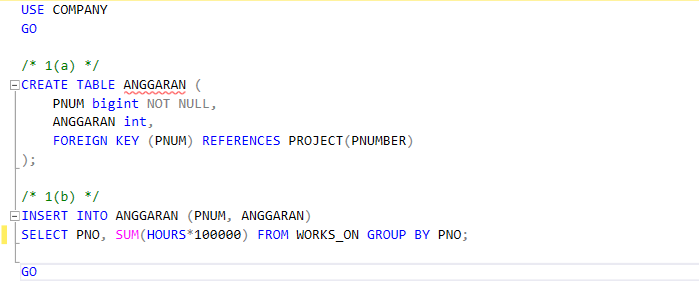 USE COMPANY
GO
/* 1(a) */
CREATE TABLE ANGGARAN (
PNUM bigint NOT NULL,
ANGGARAN int,
FOREIGN KEY (PNUM) REFERENCES PROJECT(PNUMBER)
);
/* 1(b) */
INSERT INTO ANGGARAN (PNUM, ANGGARAN)
SELECT PNO, SUM(HOURS*100000) FROM WORKS_ON GROUP BY PNO;
GO